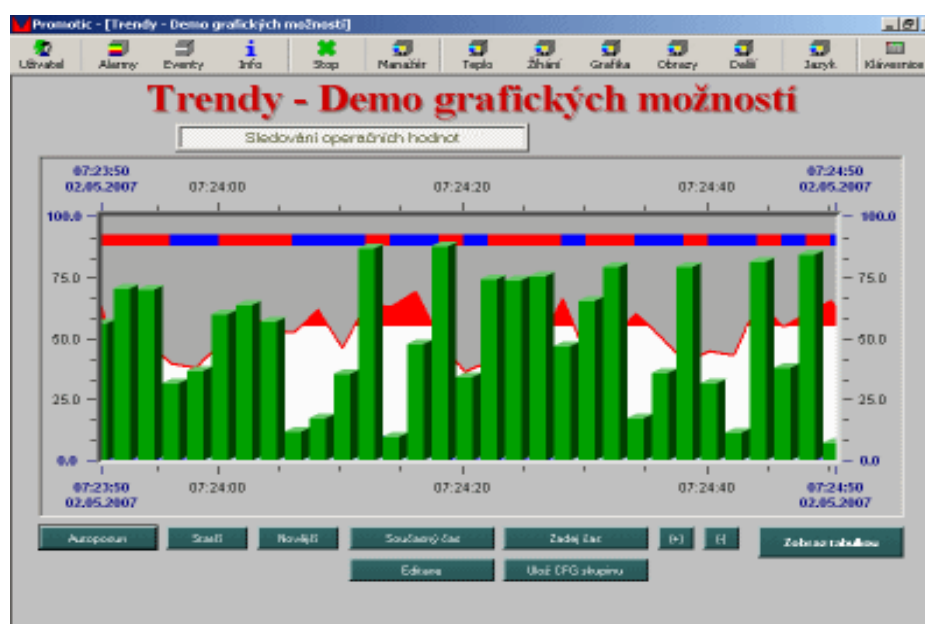 Promotic - [Trendy - Demo grafických možností]
Uživatel Alarmy Eventy Info Stop Manažér Teplo Žíhání Grafika Obrazy Další Jazyk Klávesnice
Trendy - Demo grafických možností
Sledování operačních hodnot
07:23:50 07:24:50
02.05.2007 07:24:00 07:24:20 07:24:40 02.05.2007
100.0 100.0
75.0 75.0
50.0 50.0
25.0 25.0
0.0 0.0
07:23:50 07:24:00 07:24:20 07:24:40 07:24:50
02.05.2007 02.05.2007
Autoposun Starší Novější Současný čas Zadej čas [+] [-] Zobraz tabulkou
Editace Ulož CFG skupinu